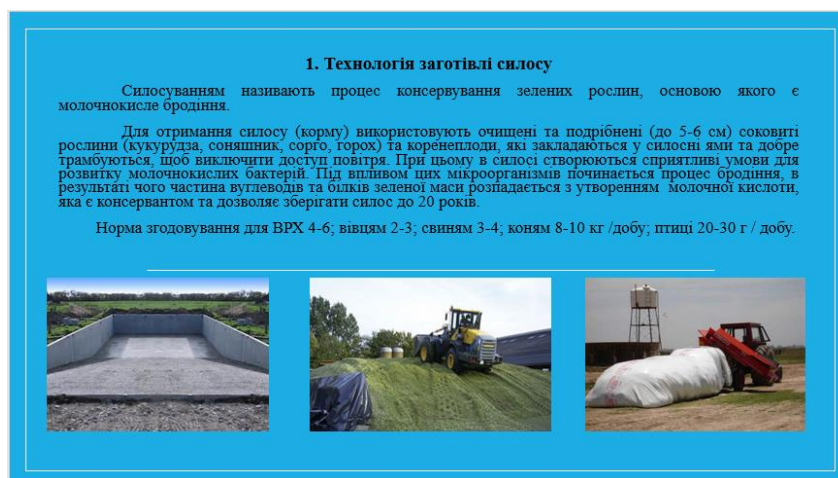 1. Технологія заготівлі силосу
Силосуванням називають процес консервування зелених рослин, основою якого є
молочнокисле бродіння.
Для отримання силосу (корму) використовують очищені та подрібнені (до 5-6 см) соковиті
рослини (кукурудза, соняшник, сорго, горох) та коренеплоди, які закладаються у силосні ями та добре
трамбуються, щоб виключити доступ повітря. При цьому в силосі створюються сприятливі умови для
розвитку молочнокислих бактерій. Під впливом цих мікроорганізмів починається процес бродіння, в
результаті чого частина вуглеводів та білків зеленої маси розпадається з утворенням молочної кислоти,
яка є консервантом та дозволяє зберігати силос до 20 років.
Норма згодовування для ВРХ 4-6; вівцям 2-3; свиням 3-4; коням 8-10 кг /добу; птиці 20-30 г / добу.